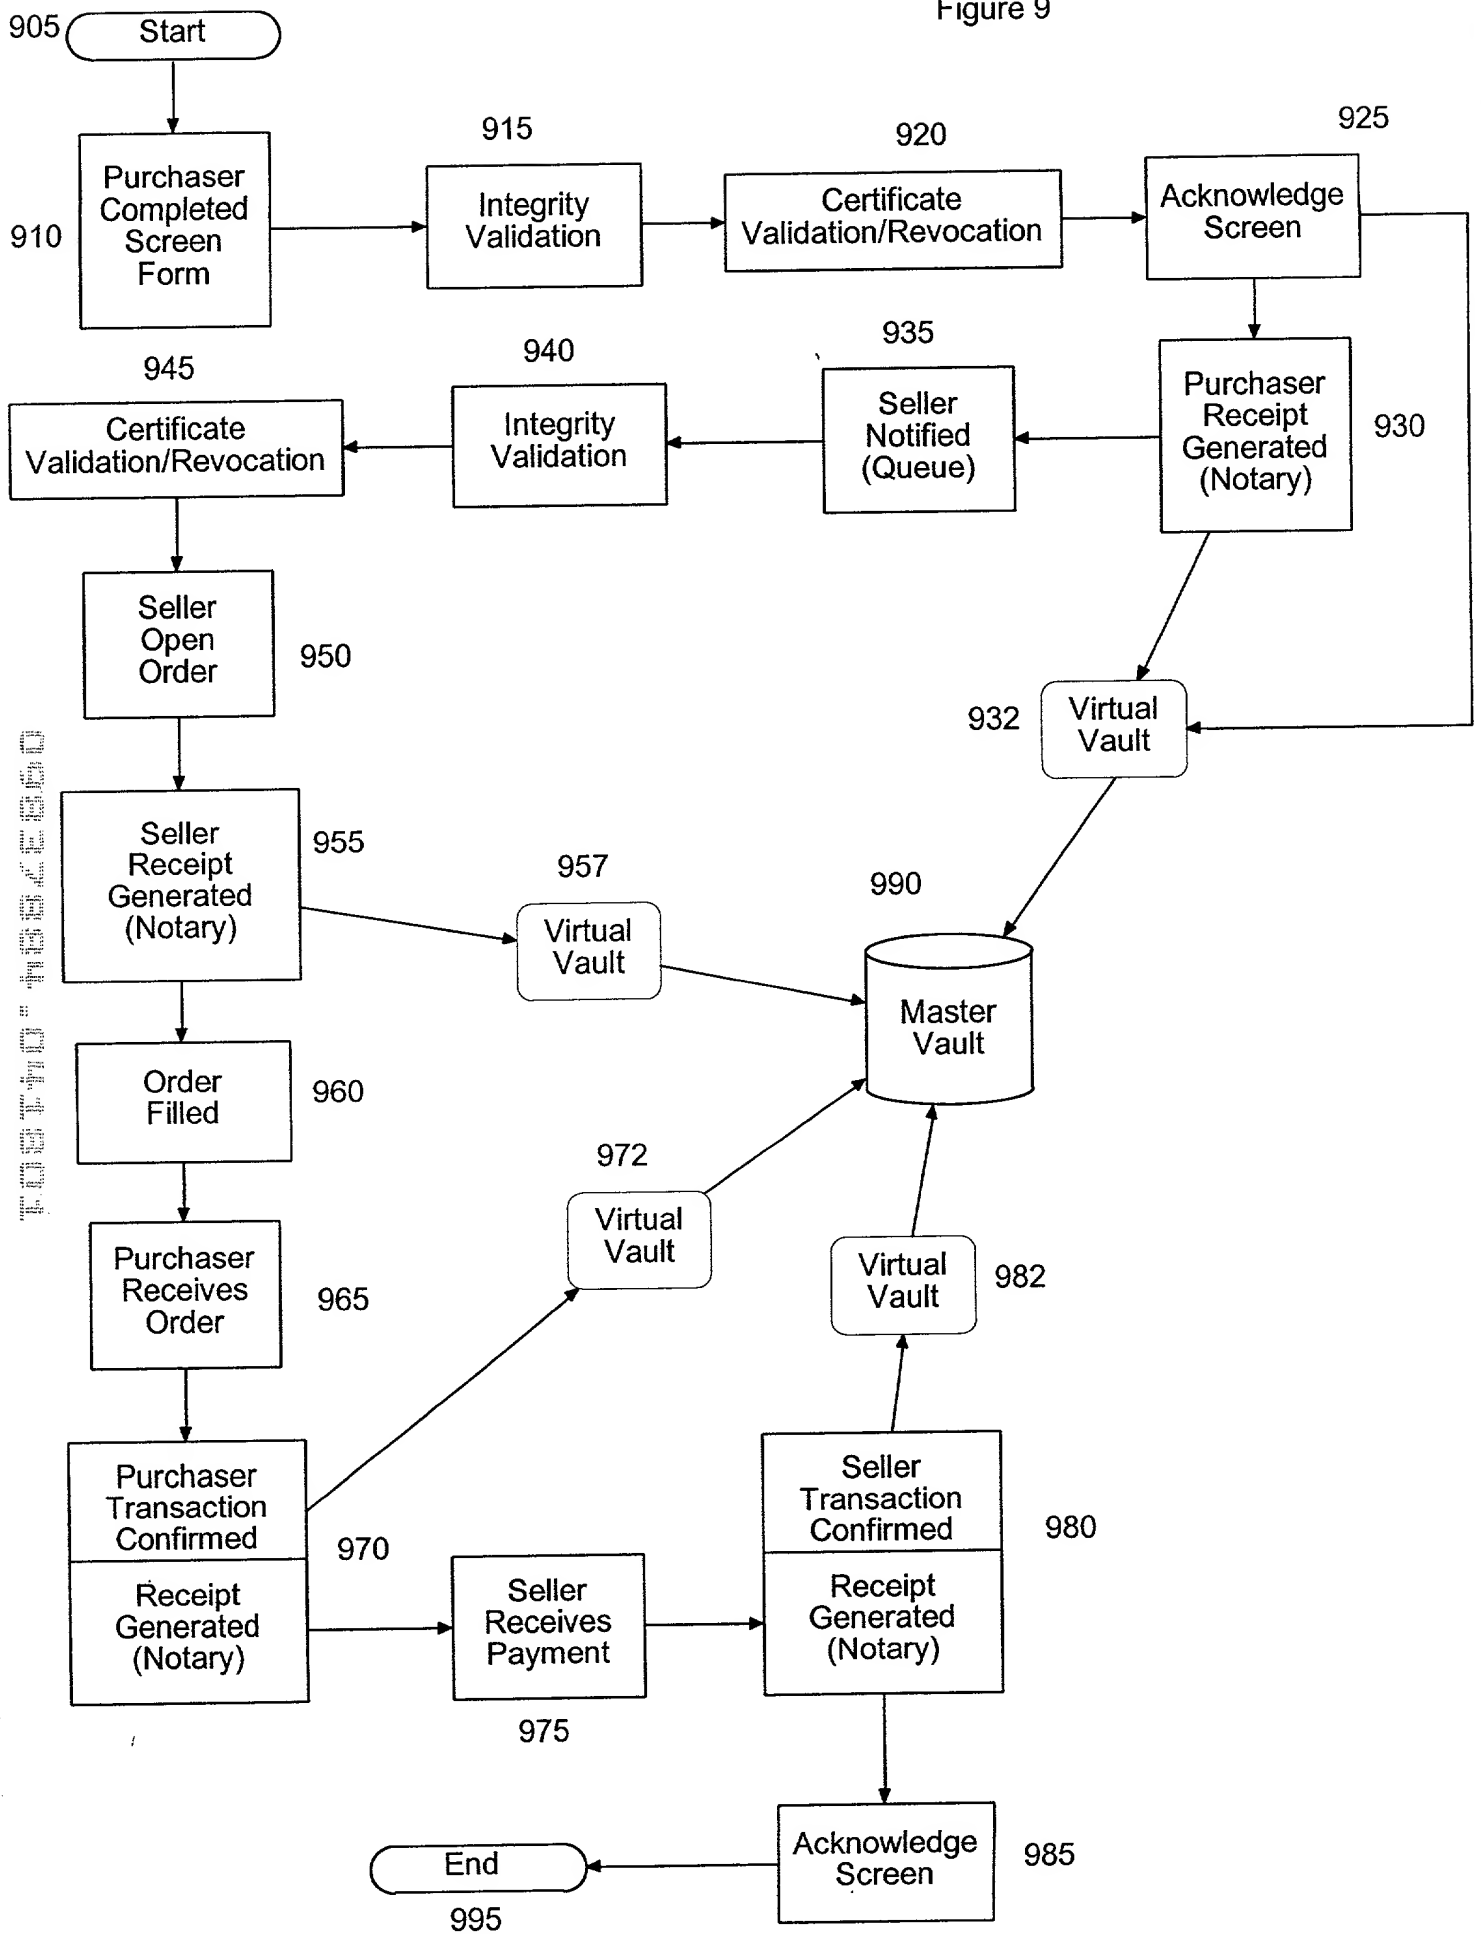 Figure 9
905
Start
910
Purchaser
Completed
Screen
Form
915
Integrity
Validation
920
Certificate
Validation/Revocation
925
Acknowledge
Screen
930
Purchaser
Receipt
Generated
(Notary)
935
Seller
Notified
(Queue)
940
Integrity
Validation
945
Certificate
Validation/Revocation
950
Seller
Open
Order
932
Virtual
Vault
955
Seller
Receipt
Generated
(Notary)
957
Virtual
Vault
990
Master
Vault
960
Order
Filled
965
Purchaser
Receives
Order
972
Virtual
Vault
982
Virtual
Vault
970
Purchaser
Transaction
Confirmed
Receipt
Generated
(Notary)
975
Seller
Receives
Payment
980
Seller
Transaction
Confirmed
Receipt
Generated
(Notary)
985
Acknowledge
Screen
End
995